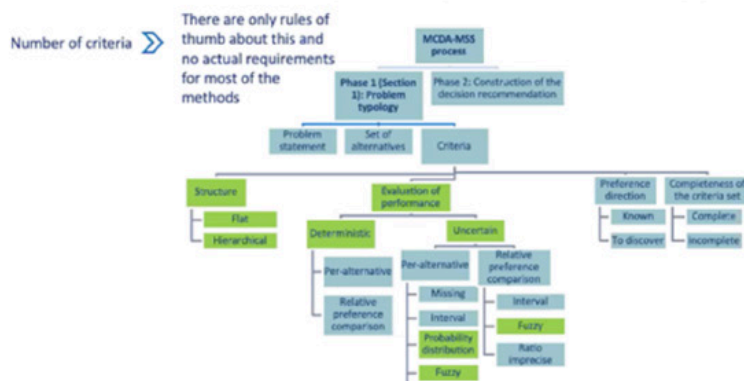 Number of criteria
There are only rules of
thumb about this and
no actual requirements
for most of the
methods
MCDA-MSS
process
Phase 1 (Section
1): Problem
typology
Phase 2: Construction of the
decision recommendation
Problem
statement
Set of
alternatives
Criteria
Structure
Flat
Hierarchical
Evaluation of
performance
Deterministic
Per-alternative
Relative
preference
comparison
Uncertain
Per-alternative
Missing
Interval
Probability
distribution
Fuzzy
Relative
preference
comparison
Interval
Fuzzy
Ratio
imprecise
Preference
direction
Known
To discover
Completeness of
the criteria set
Complete
Incomplete